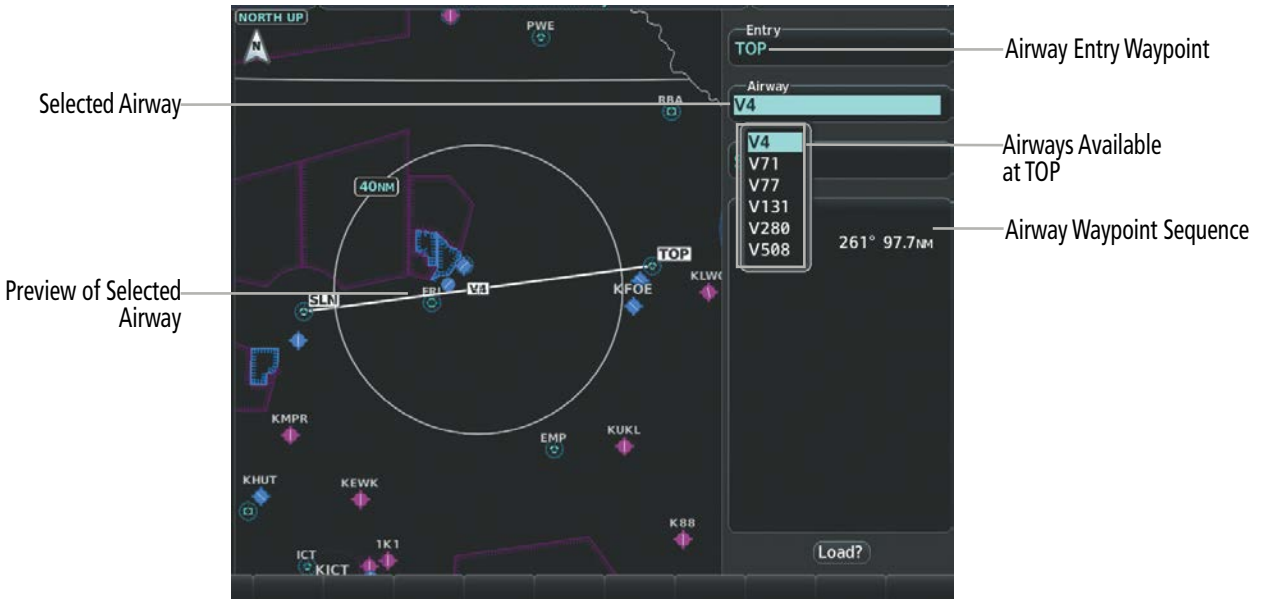 NORTH UP
N
PWE
RBA
40NM
TOP
KLW
KFOE
SLN
FRI
V4
KMPR
EMP
KUKL
KHUT
KEWK
K88
1K1
ICT
KICT
Entry
TOP
Airway
V4
V4
V71
V77
V131
V280
V508
261° 97.7NM
Load?
Selected Airway
Preview of Selected
Airway
Airway Entry Waypoint
Airways Available
at TOP
Airway Waypoint Sequence